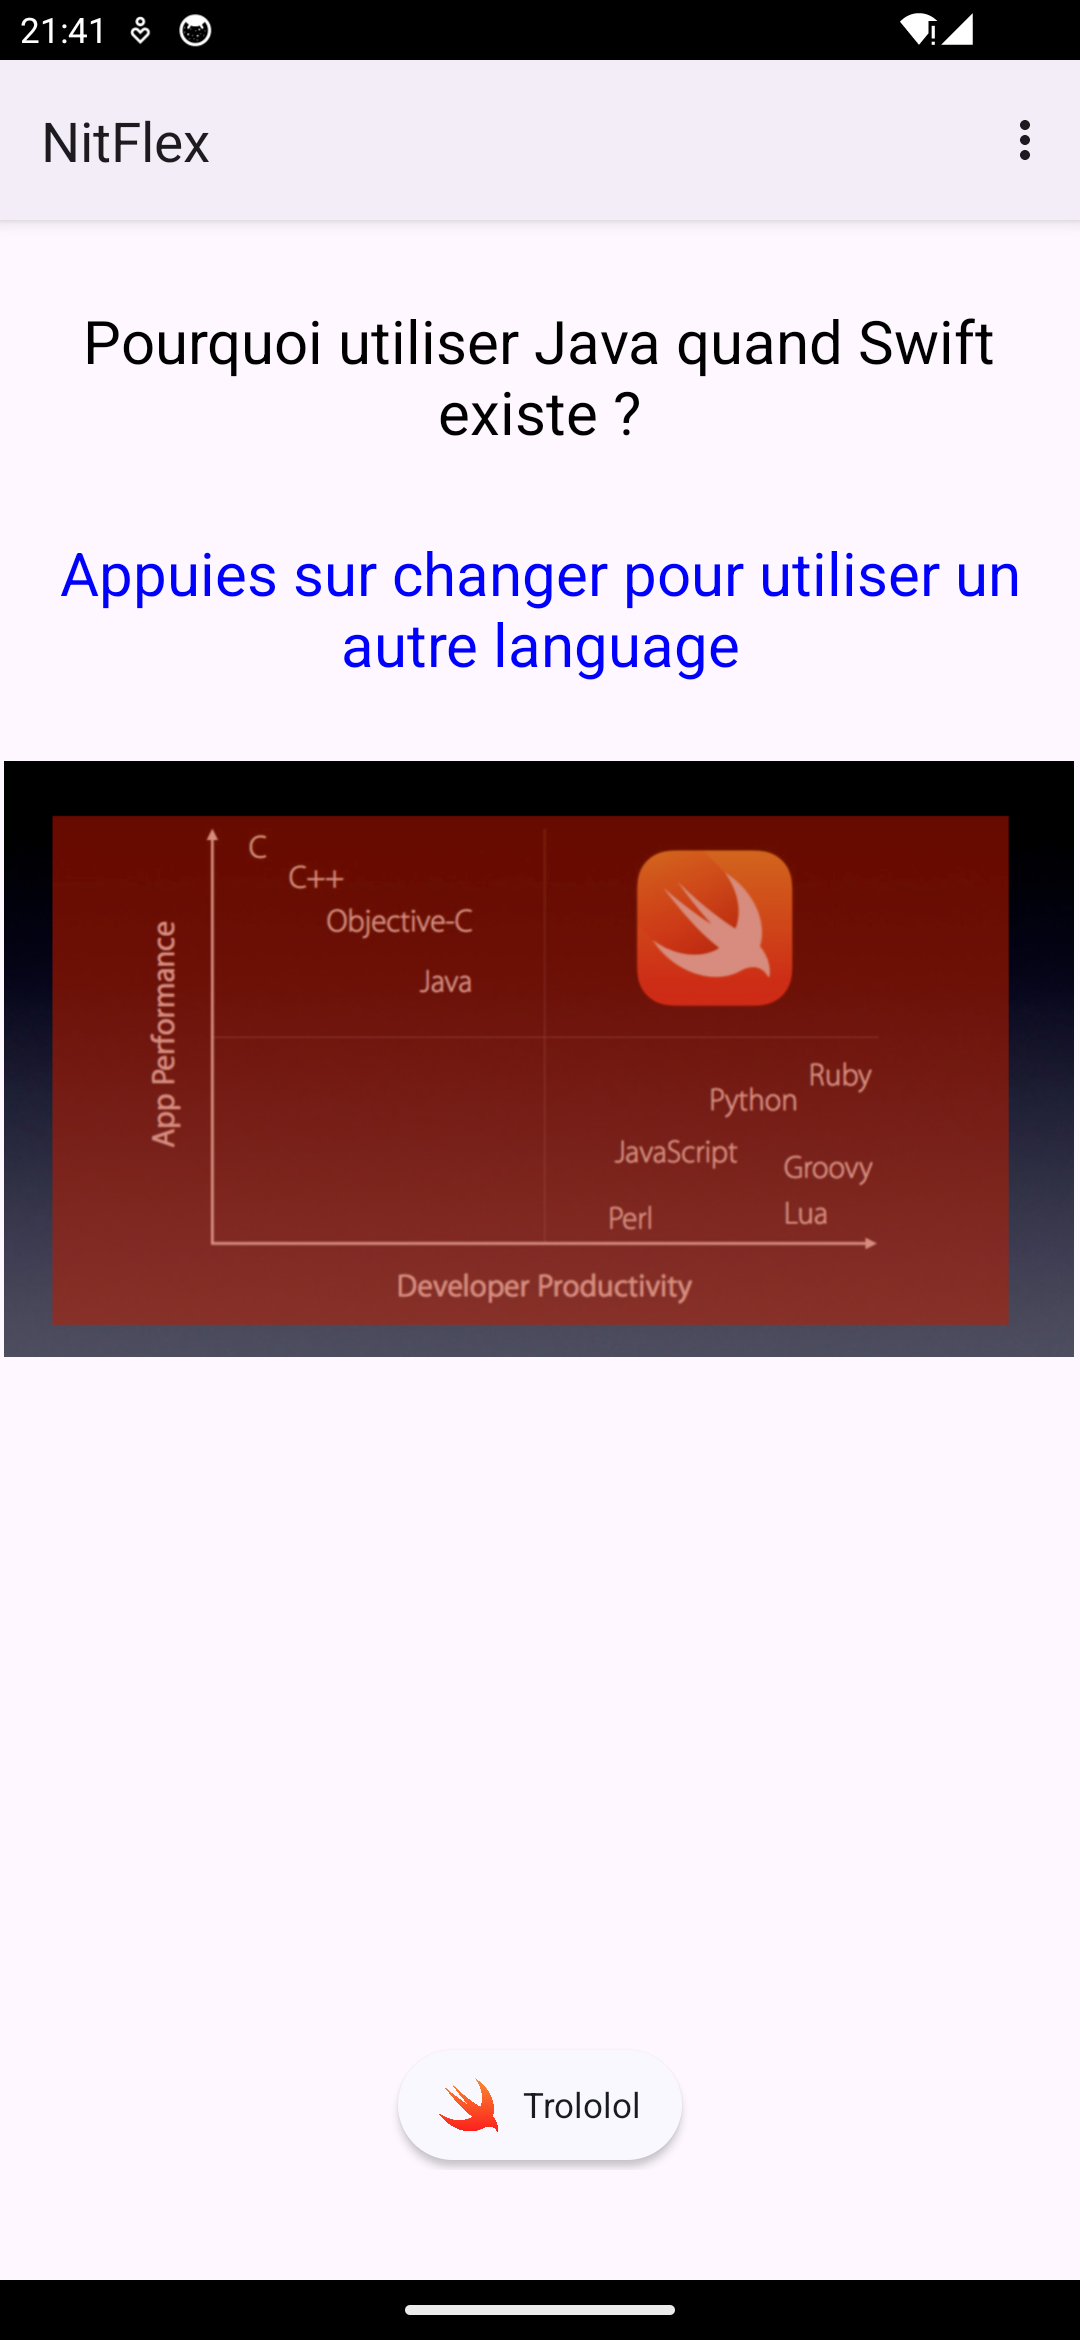 21:41
NitFlex
Pourquoi utiliser Java quand Swift
existe ?
Appuies sur changer pour utiliser un
autre language
C
C++
Objective-C
Java
App Performance
Ruby
Python
JavaScript
Groovy
Perl
Lua
Developer Productivity
Trololol